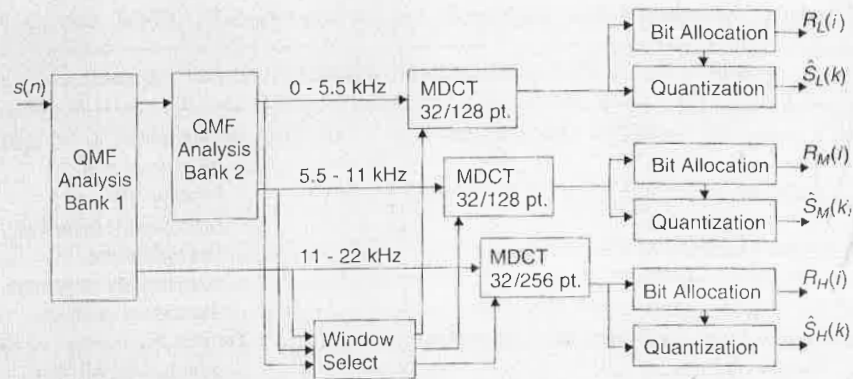 s(n)
QMF
Analysis
Bank 1
QMF
Analysis
Bank 2
0 - 5.5 kHz
MDCT
32/128 pt.
Bit Allocation
R_L(i)
Quantization
Ŝ_L(k)
5.5 - 11 kHz
MDCT
32/128 pt.
Bit Allocation
R_M(i)
Quantization
Ŝ_M(k)
11 - 22 kHz
MDCT
32/256 pt.
Bit Allocation
R_H(i)
Quantization
Ŝ_H(k)
Window
Select